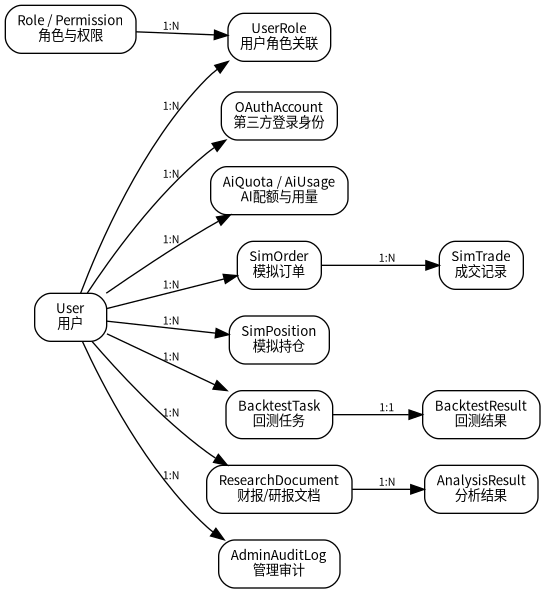 Role / Permission
角色与权限
1:N
UserRole
用户角色关联
1:N
OAuthAccount
第三方登录身份
1:N
AiQuota / AiUsage
AI配额与用量
1:N
SimOrder
模拟订单
1:N
SimTrade
成交记录
1:N
User
用户
1:N
SimPosition
模拟持仓
1:N
BacktestTask
回测任务
1:1
BacktestResult
回测结果
1:N
ResearchDocument
财报/研报文档
1:N
AnalysisResult
分析结果
1:N
AdminAuditLog
管理审计